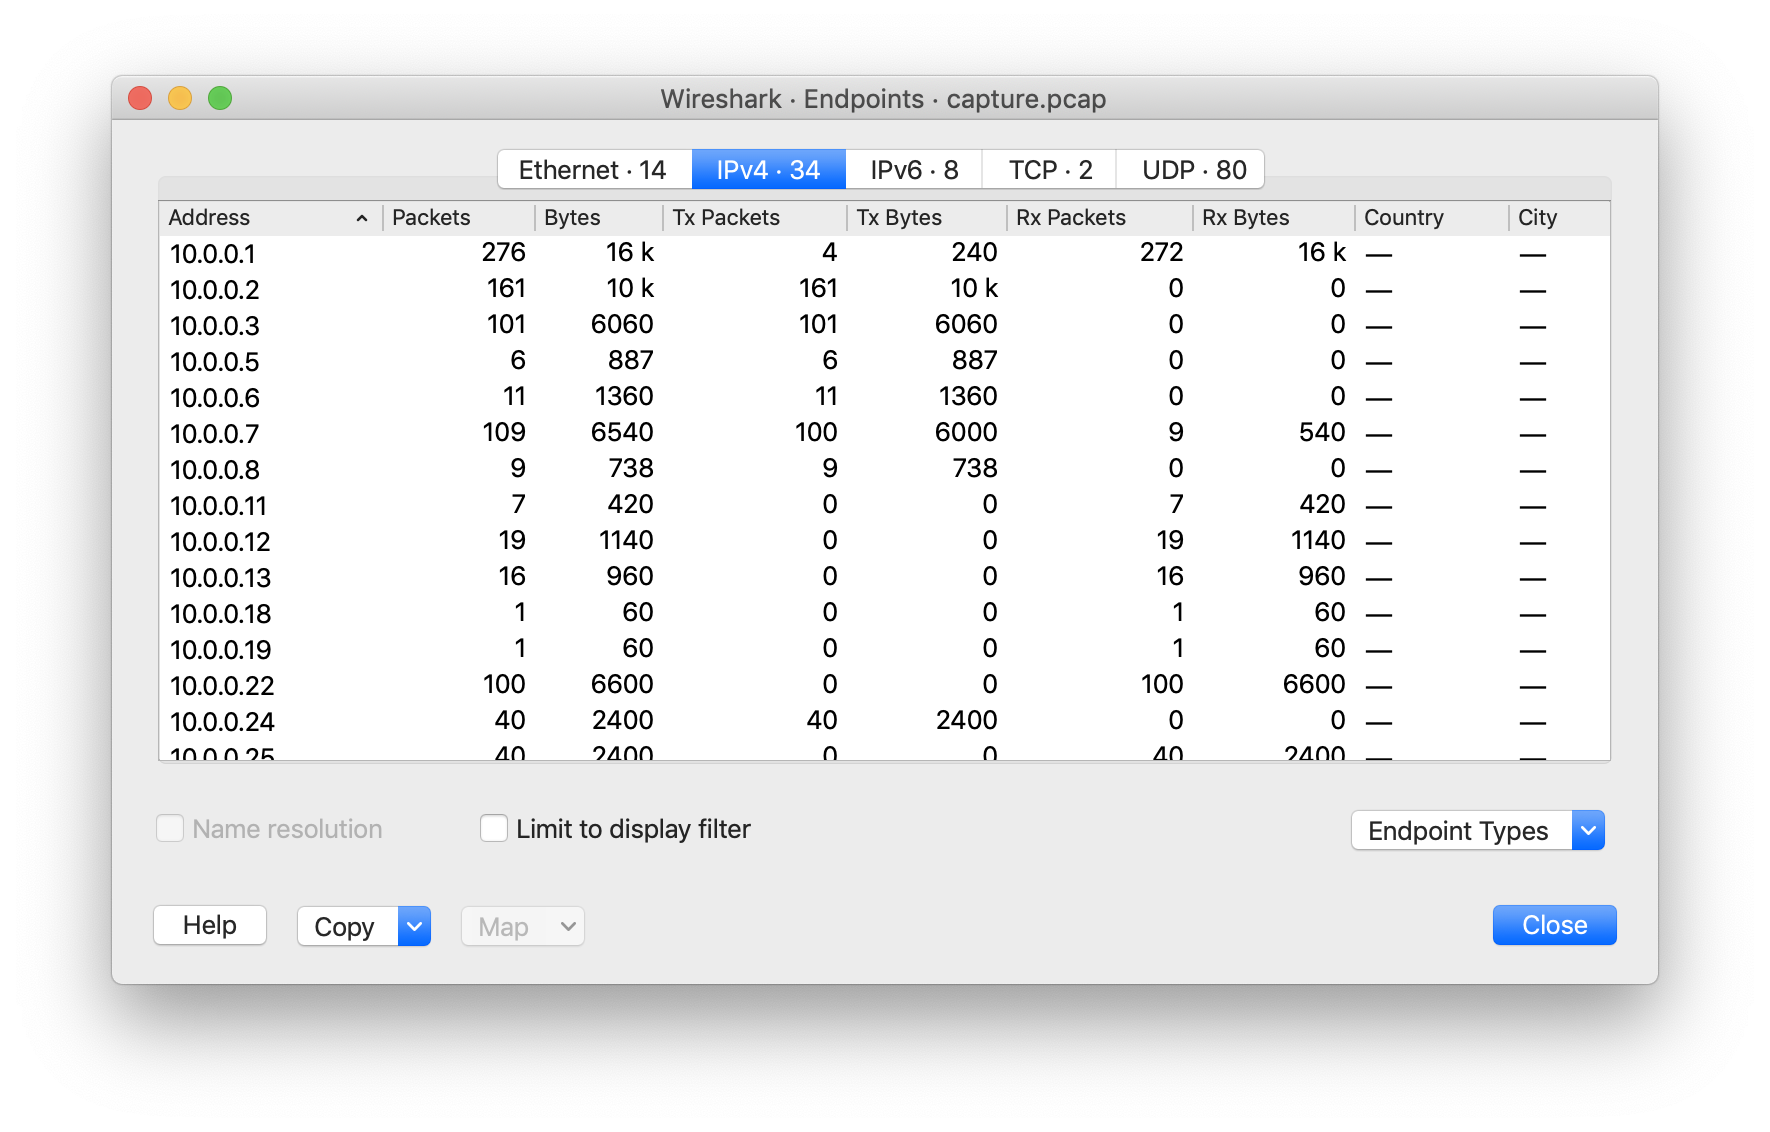 Wireshark · Endpoints · capture.pcap
Ethernet · 14 IPv4 · 34 IPv6 · 8 TCP · 2 UDP · 80
Address Packets Bytes Tx Packets Tx Bytes Rx Packets Rx Bytes Country City
10.0.0.1 276 16 k 4 240 272 16 k — —
10.0.0.2 161 10 k 161 10 k 0 0 — —
10.0.0.3 101 6060 101 6060 0 0 — —
10.0.0.5 6 887 6 887 0 0 — —
10.0.0.6 11 1360 11 1360 0 0 — —
10.0.0.7 109 6540 100 6000 9 540 — —
10.0.0.8 9 738 9 738 0 0 — —
10.0.0.11 7 420 0 0 7 420 — —
10.0.0.12 19 1140 0 0 19 1140 — —
10.0.0.13 16 960 0 0 16 960 — —
10.0.0.18 1 60 0 0 1 60 — —
10.0.0.19 1 60 0 0 1 60 — —
10.0.0.22 100 6600 0 0 100 6600 — —
10.0.0.24 40 2400 40 2400 0 0 — —
10.0.0.25 40 2400 0 0 40 2400 — —
Name resolution Limit to display filter Endpoint Types
Help Copy Map Close